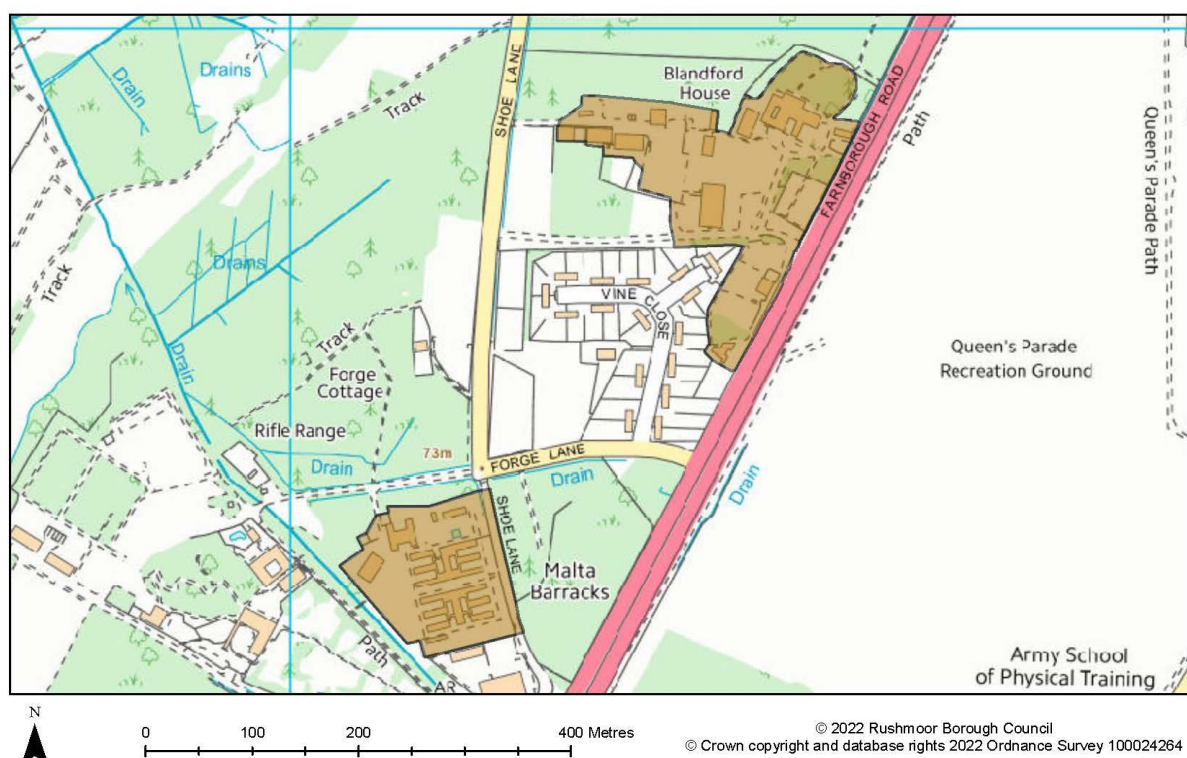 Drain
Drains
Track
SHOE LANE
Blandford
House
FARNBOROUGH ROAD
Path
Queen's Parade Path
Track
Drains
Drain
Track
Forge
Cottage
VINE CLOSE
Queen's Parade
Recreation Ground
Rifle Range
Drain
73m
FORGE LANE
Drain
Drain
SHOE LANE
Malta
Barracks
Path
AR
Army School
of Physical Training
N
0 100 200 400 Metres
© 2022 Rushmoor Borough Council
© Crown copyright and database rights 2022 Ordnance Survey 100024264